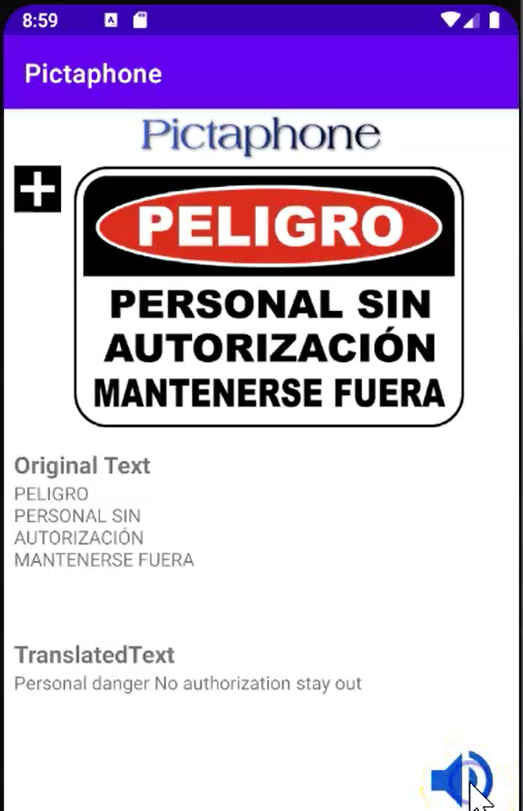 8:59
Pictaphone
Pictaphone
PELIGRO
PERSONAL SIN
AUTORIZACIÓN
MANTENERSE FUERA
Original Text
PELIGRO
PERSONAL SIN
AUTORIZACIÓN
MANTENERSE FUERA
TranslatedText
Personal danger No authorization stay out